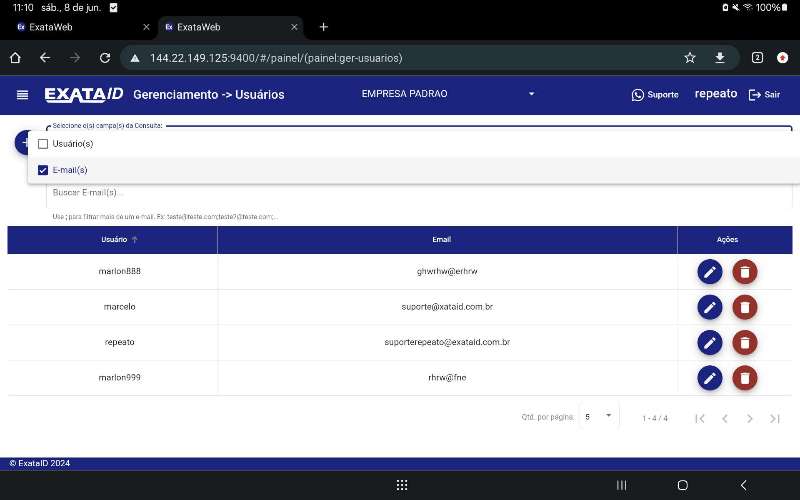 11:10 sáb., 8 de jun.
100%
ExataWeb
ExataWeb
144.22.149.125:9400/#/painel/(painel:ger-usuarios)
2
EXATA ID Gerenciamento -> Usuários EMPRESA PADRAO Suporte repeato Sair
Selecione o(s) campo(s) da Consulta:
Usuário(s)
E-mail(s)
Buscar E-mail(s)...
Use ; para filtrar mais de um e-mail. Ex: teste@teste.com;teste2@teste.com;...
Usuário Email Ações
marlon888 ghwrhw@erhrw
marcelo suporte@xataid.com.br
repeato suporterepeato@exataid.com.br
marlon999 rhrw@fne
Qtd. por página: 5 1 - 4 / 4
© ExataID 2024